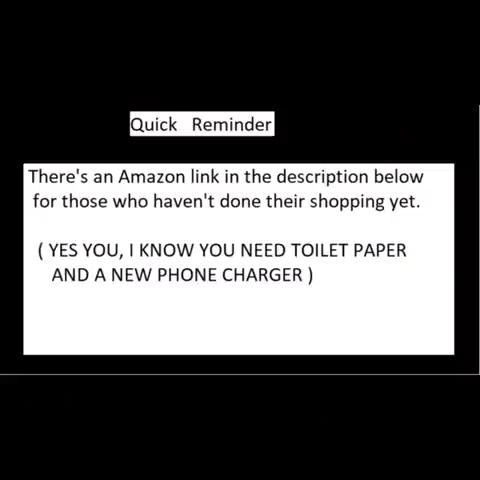 Quick Reminder
There's an Amazon link in the description below
for those who haven't done their shopping yet.
( YES YOU, I KNOW YOU NEED TOILET PAPER
AND A NEW PHONE CHARGER )